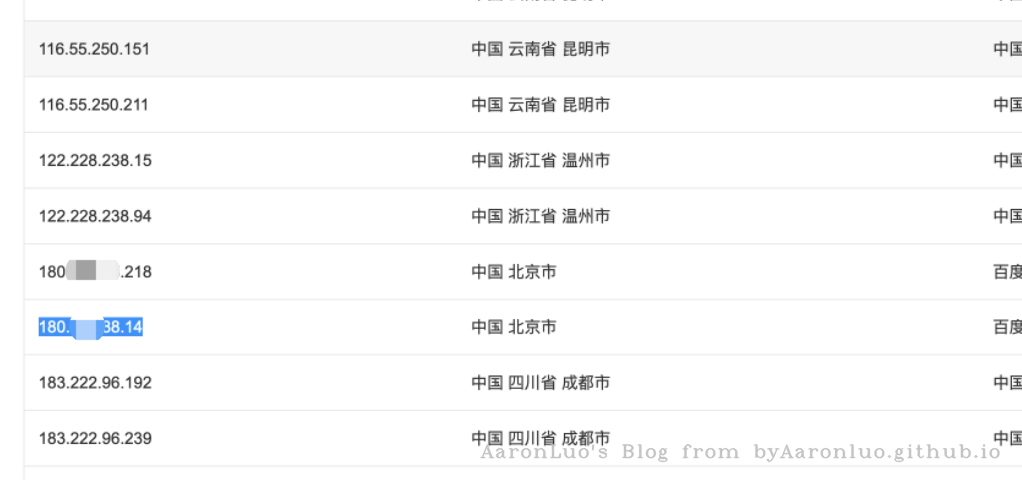 116.55.250.151 中国 云南省 昆明市 中国
116.55.250.211 中国 云南省 昆明市 中国
122.228.238.15 中国 浙江省 温州市 中国
122.228.238.94 中国 浙江省 温州市 中国
180 .218 中国 北京市 百度
180. 38.14 中国 北京市 百度
183.222.96.192 中国 四川省 成都市 中国
183.222.96.239 中国 四川省 成都市 中国
AaronLuo's Blog from byAaronluo.github.io